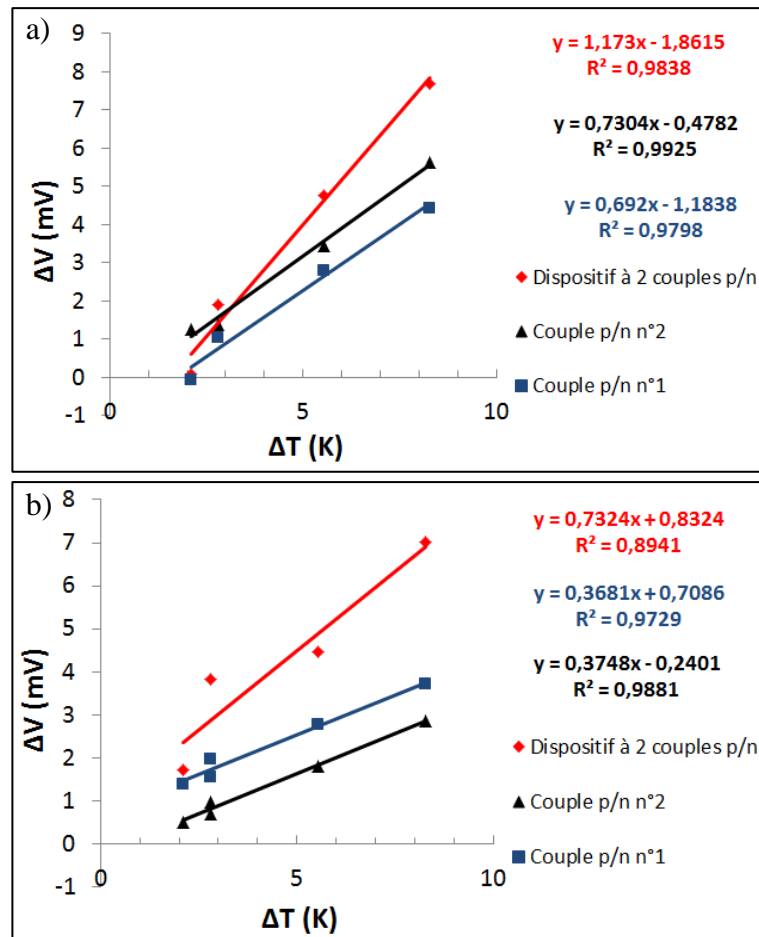 a)
9
8
7
6
5
4
3
2
1
0
-1
ΔV (mV)
0
5
10
ΔT (K)
y = 1,173x - 1,8615
R² = 0,9838
y = 0,7304x - 0,4782
R² = 0,9925
y = 0,692x - 1,1838
R² = 0,9798
Dispositif à 2 couples p/n
Couple p/n n°2
Couple p/n n°1
b)
8
7
6
5
4
3
2
1
0
-1
ΔV (mV)
0
5
10
ΔT (K)
y = 0,7324x + 0,8324
R² = 0,8941
y = 0,3681x + 0,7086
R² = 0,9729
y = 0,3748x - 0,2401
R² = 0,9881
Dispositif à 2 couples p/n
Couple p/n n°2
Couple p/n n°1